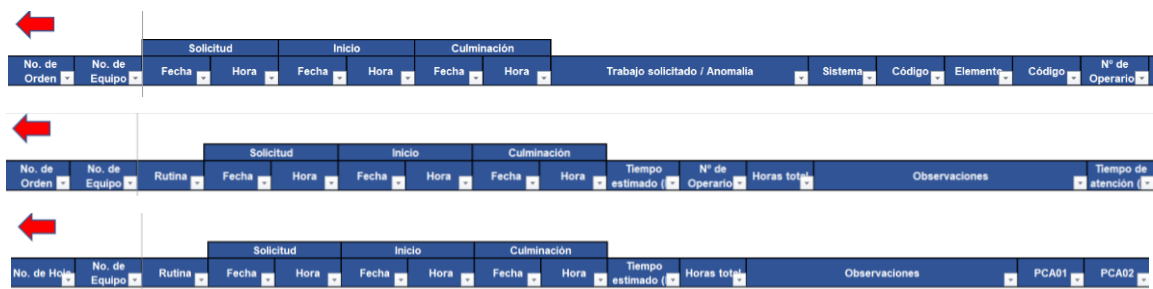 Solicitud Inicio Culminación
No. de Orden No. de Equipo Fecha Hora Fecha Hora Fecha Hora Trabajo solicitado / Anomalia Sistema Código Elemento Código Nº de Operario
Solicitud Inicio Culminación
No. de Orden No. de Equipo Rutina Fecha Hora Fecha Hora Fecha Hora Tiempo estimado ( Nº de Operario Horas total Observaciones Tiempo de atención (
Solicitud Inicio Culminación
No. de Hoja No. de Equipo Rutina Fecha Hora Fecha Hora Fecha Hora Tiempo estimado ( Horas total Observaciones PCA01 PCA02